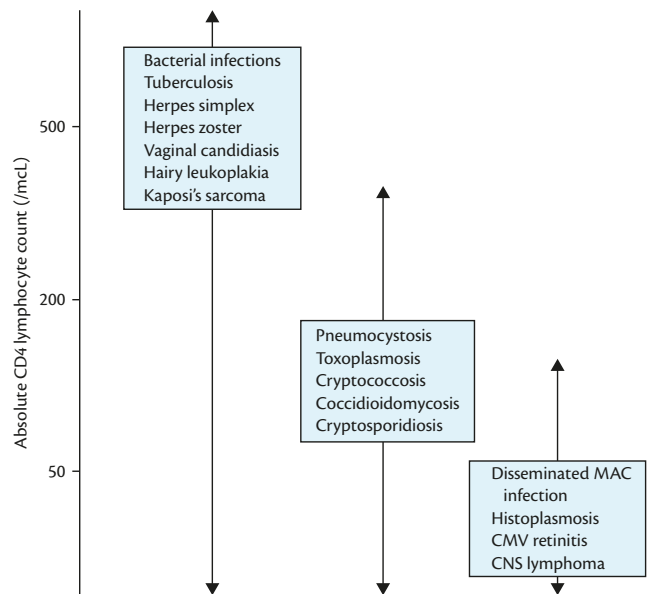 Absolute CD4 lymphocyte count (/mcL)
500
200
50
Bacterial infections
Tuberculosis
Herpes simplex
Herpes zoster
Vaginal candidiasis
Hairy leukoplakia
Kaposi's sarcoma
Pneumocystosis
Toxoplasmosis
Cryptococcosis
Coccidioidomycosis
Cryptosporidiosis
Disseminated MAC
infection
Histoplasmosis
CMV retinitis
CNS lymphoma